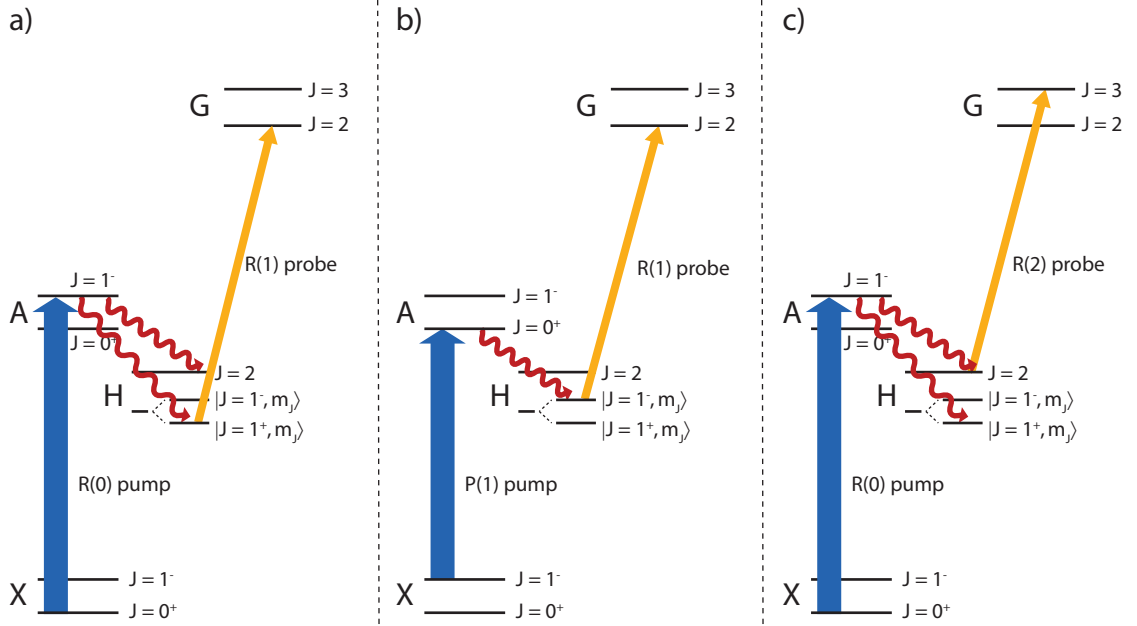 a)
J = 3
G
J = 2
R(1) probe
J = 1⁻
A
J = 0⁺
J = 2
H
|J = 1⁻, mⱼ⟩
|J = 1⁺, mⱼ⟩
R(0) pump
J = 1⁻
X
J = 0⁺
b)
J = 3
G
J = 2
R(1) probe
J = 1⁻
A
J = 0⁺
J = 2
H
|J = 1⁻, mⱼ⟩
|J = 1⁺, mⱼ⟩
P(1) pump
J = 1⁻
X
J = 0⁺
c)
J = 3
G
J = 2
R(2) probe
J = 1⁻
A
J = 0⁺
J = 2
H
|J = 1⁻, mⱼ⟩
|J = 1⁺, mⱼ⟩
R(0) pump
J = 1⁻
X
J = 0⁺